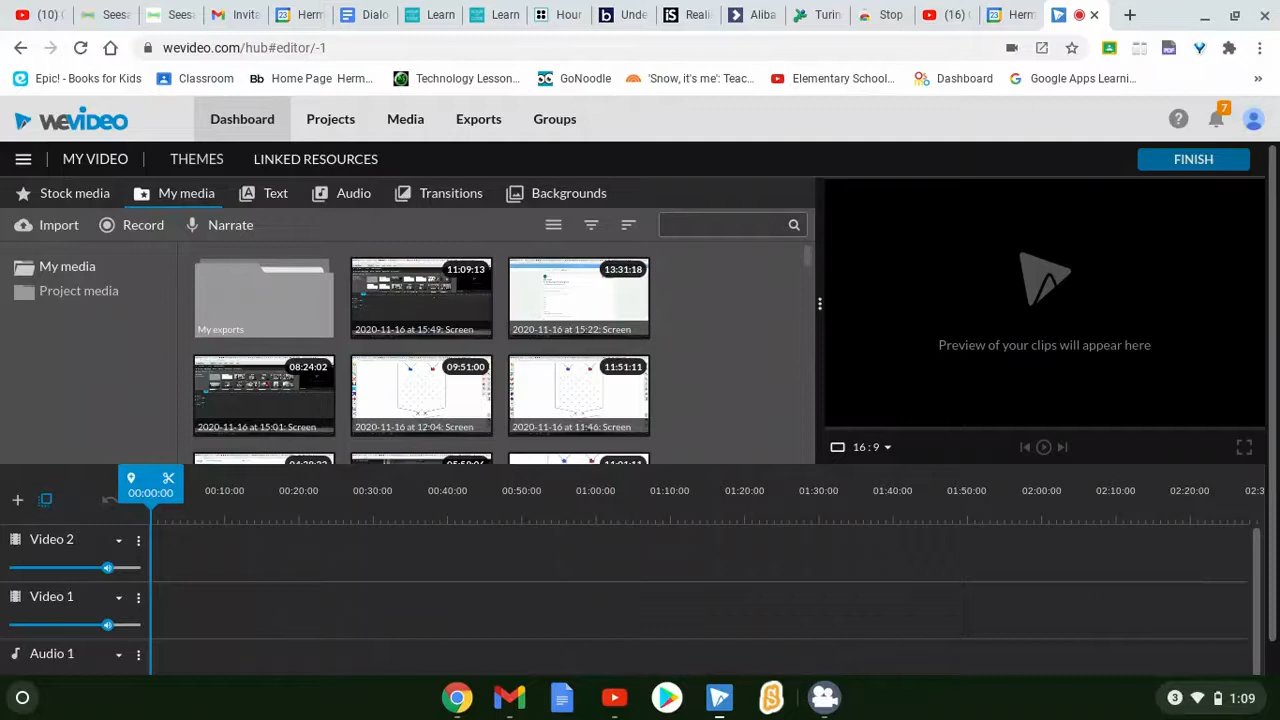 (10) (
Seesa
Seesa
Invita
Herm
Dialo
Learn
Learn
Hour
Unde
Reali
Aliba
Turin
Stop
(16) (
Herm
wevideo.com/hub#editor/-1
Epic! - Books for Kids
Classroom
Bb Home Page Herm...
Technology Lesson...
GoNoodle
'Snow, it's me': Teac...
Elementary School...
Dashboard
Google Apps Learni...
WEVIDEO
Dashboard
Projects
Media
Exports
Groups
7
MY VIDEO
THEMES
LINKED RESOURCES
FINISH
Stock media
My media
Text
Audio
Transitions
Backgrounds
Import
Record
Narrate
My media
Project media
My exports
11:09:13
2020-11-16 at 15:49: Screen
13:31:18
2020-11-16 at 15:22: Screen
08:24:02
2020-11-16 at 15:01: Screen
09:51:00
2020-11-16 at 12:04: Screen
11:51:11
2020-11-16 at 11:46: Screen
Preview of your clips will appear here
16:9
00:00:00
00:10:00
00:20:00
00:30:00
00:40:00
00:50:00
01:00:00
01:10:00
01:20:00
01:30:00
01:40:00
01:50:00
02:00:00
02:10:00
02:20:00
02:3
Video 2
Video 1
Audio 1
3
1:09